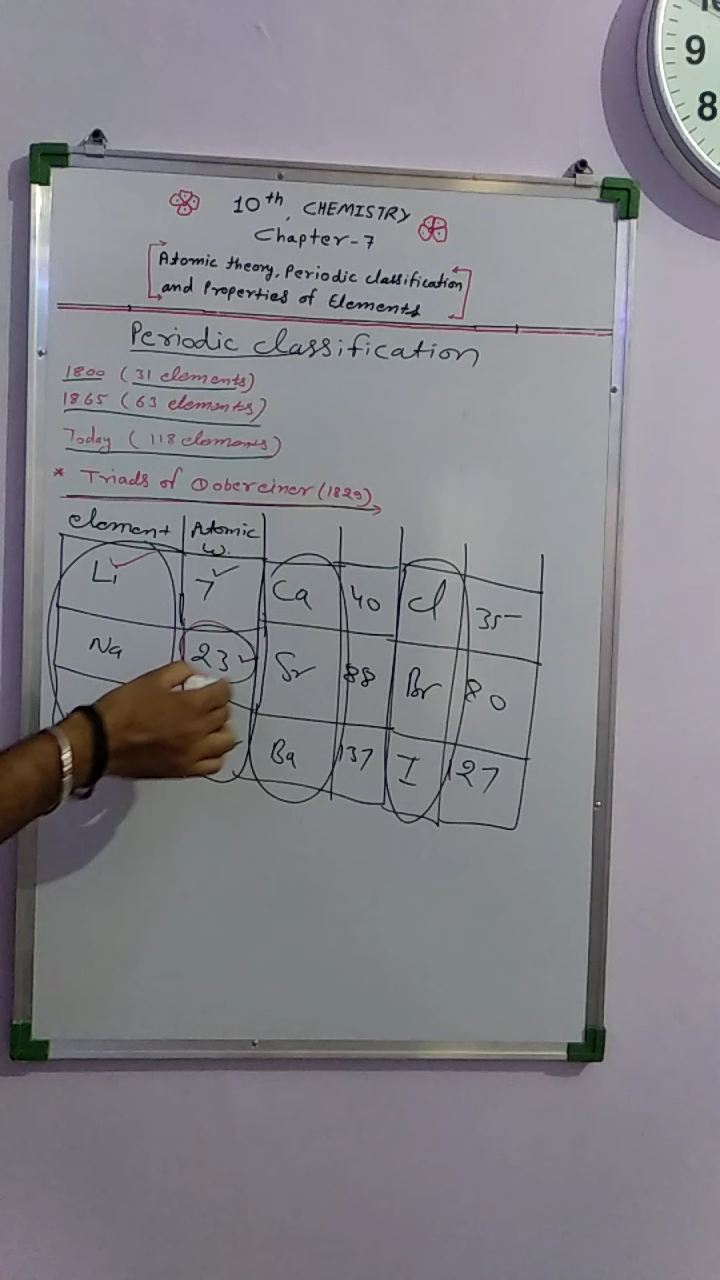 10th, CHEMISTRY
Chapter-7
Atomic theory, Periodic classification
and Properties of Elements
Periodic classification
1800 (31 elements)
1865 (63 elements)
Today (118 elements)
* Triads of Dobereiner (1829)
element Atomic w.
Li 7 Ca 40 Cl 35
Na 23 Sr 88 Br 80
Ba 137 I 127
9
8